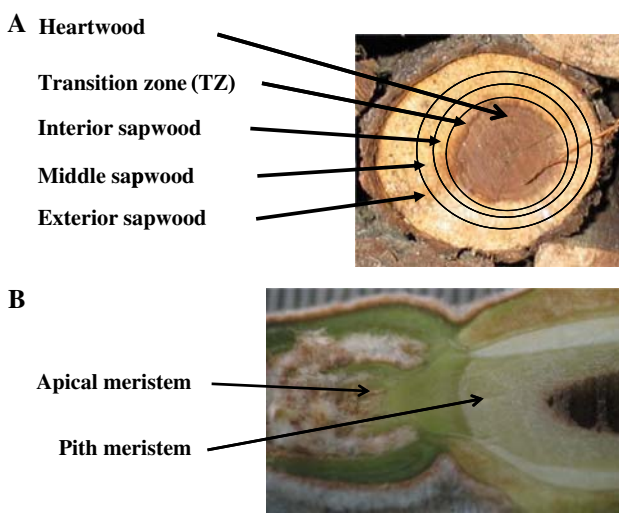 A Heartwood
Transition zone (TZ)
Interior sapwood
Middle sapwood
Exterior sapwood
B
Apical meristem
Pith meristem